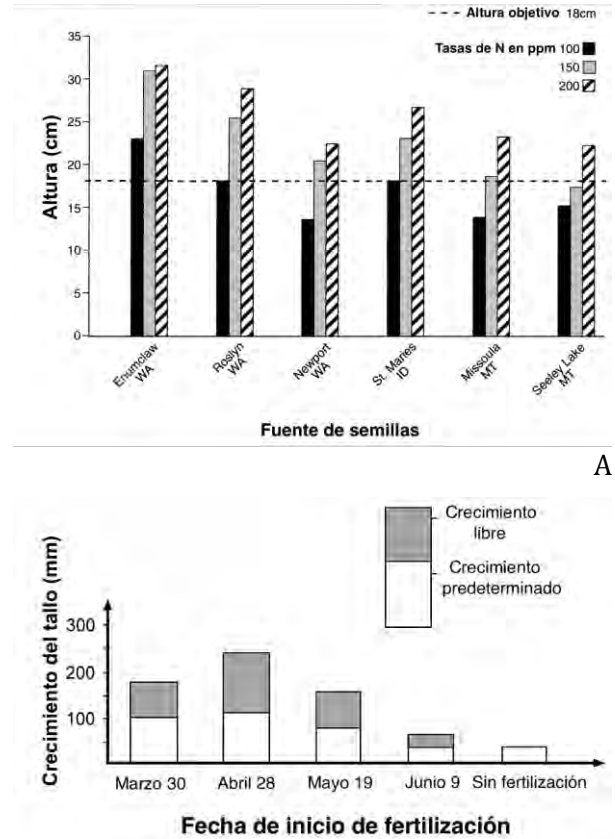 Altura objetivo 18cm
Tasas de N en ppm 100
150
200
35
30
25
20
15
10
5
0
Altura (cm)
Enumclaw
WA
Roslyn
WA
Newport
WA
St. Maries
ID
Missoula
MT
Seeley Lake
MT
Fuente de semillas
A
Crecimiento
libre
Crecimiento
predeterminado
Crecimiento del tallo (mm)
300
200
100
Marzo 30
Abril 28
Mayo 19
Junio 9
Sin fertilización
Fecha de inicio de fertilización